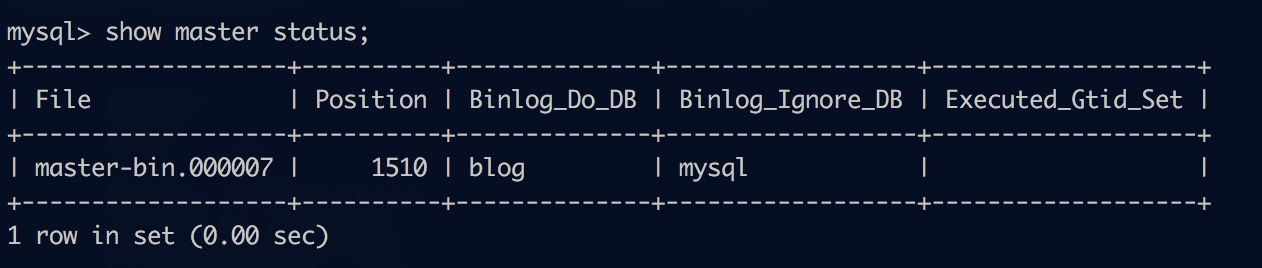 mysql> show master status;
+-------------------+----------+--------------+------------------+-------------------+
| File              | Position | Binlog_Do_DB | Binlog_Ignore_DB | Executed_Gtid_Set |
+-------------------+----------+--------------+------------------+-------------------+
| master-bin.000007 |     1510 | blog         | mysql            |                   |
+-------------------+----------+--------------+------------------+-------------------+
1 row in set (0.00 sec)